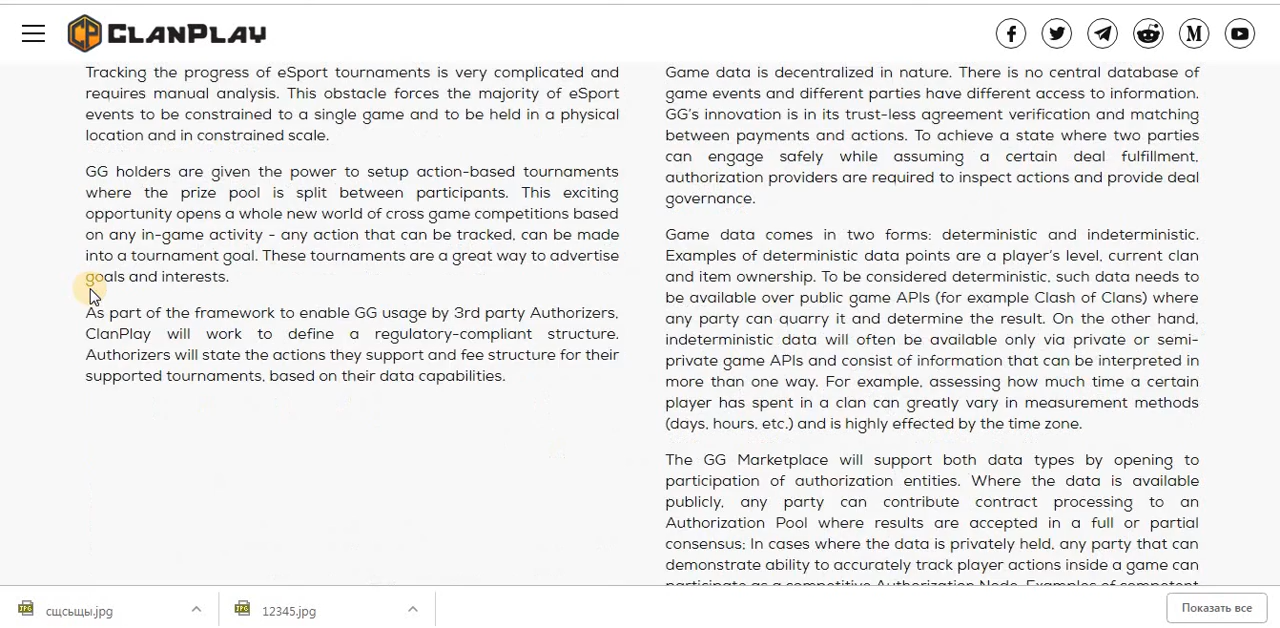 CLANPLAY
Tracking the progress of eSport tournaments is very complicated and
requires manual analysis. This obstacle forces the majority of eSport
events to be constrained to a single game and to be held in a physical
location and in constrained scale.
GG holders are given the power to setup action-based tournaments
where the prize pool is split between participants. This exciting
opportunity opens a whole new world of cross game competitions based
on any in-game activity - any action that can be tracked, can be made
into a tournament goal. These tournaments are a great way to advertise
goals and interests.
As part of the framework to enable GG usage by 3rd party Authorizers,
ClanPlay will work to define a regulatory-compliant structure.
Authorizers will state the actions they support and fee structure for their
supported tournaments, based on their data capabilities.
Game data is decentralized in nature. There is no central database of
game events and different parties have different access to information.
GG's innovation is in its trust-less agreement verification and matching
between payments and actions. To achieve a state where two parties
can engage safely while assuming a certain deal fulfillment,
authorization providers are required to inspect actions and provide deal
governance.
Game data comes in two forms: deterministic and indeterministic.
Examples of deterministic data points are a player's level, current clan
and item ownership. To be considered deterministic, such data needs to
be available over public game APIs (for example Clash of Clans) where
any party can quarry it and determine the result. On the other hand,
indeterministic data will often be available only via private or semi-
private game APIs and consist of information that can be interpreted in
more than one way. For example, assessing how much time a certain
player has spent in a clan can greatly vary in measurement methods
(days, hours, etc.) and is highly effected by the time zone.
The GG Marketplace will support both data types by opening to
participation of authorization entities. Where the data is available
publicly, any party can contribute contract processing to an
Authorization Pool where results are accepted in a full or partial
consensus; In cases where the data is privately held, any party that can
demonstrate ability to accurately track player actions inside a game can
participate as a competitive Authorization Node. Examples of competent
сщсьщы.jpg
12345.jpg
Показать все